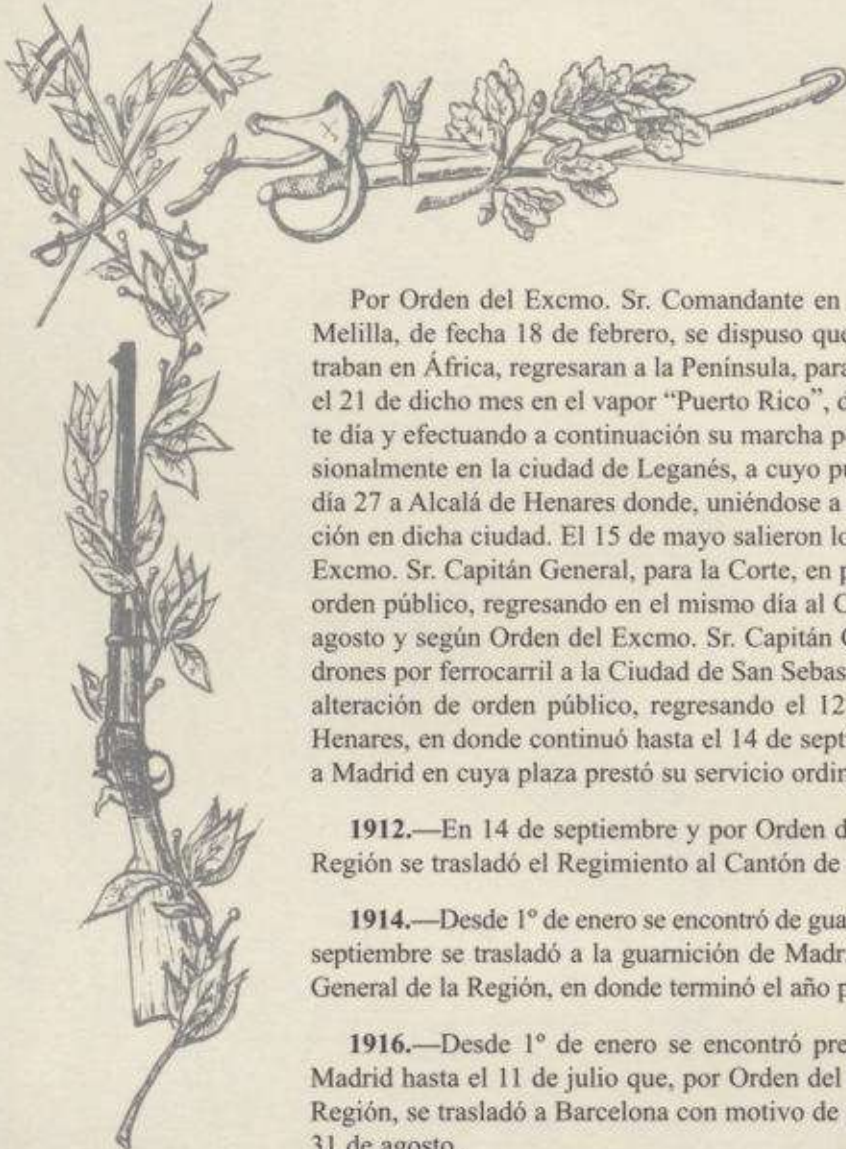 Por Orden del Excmo. Sr. Comandante en
Melilla, de fecha 18 de febrero, se dispuso que
traban en África, regresaran a la Península, para
el 21 de dicho mes en el vapor “Puerto Rico”, d
te día y efectuando a continuación su marcha p
sionalmente en la ciudad de Leganés, a cuyo pu
día 27 a Alcalá de Henares donde, uniéndose a
ción en dicha ciudad. El 15 de mayo salieron lo
Excmo. Sr. Capitán General, para la Corte, en p
orden público, regresando en el mismo día al C
agosto y según Orden del Excmo. Sr. Capitán G
drones por ferrocarril a la Ciudad de San Sebas
alteración de orden público, regresando el 12
Henares, en donde continuó hasta el 14 de septi
a Madrid en cuya plaza prestó su servicio ordin
1912.—En 14 de septiembre y por Orden d
Región se trasladó el Regimiento al Cantón de
1914.—Desde 1º de enero se encontró de gua
septiembre se trasladó a la guarnición de Madr
General de la Región, en donde terminó el año p
1916.—Desde 1º de enero se encontró pre
Madrid hasta el 11 de julio que, por Orden del
Región, se trasladó a Barcelona con motivo de
31 de agosto